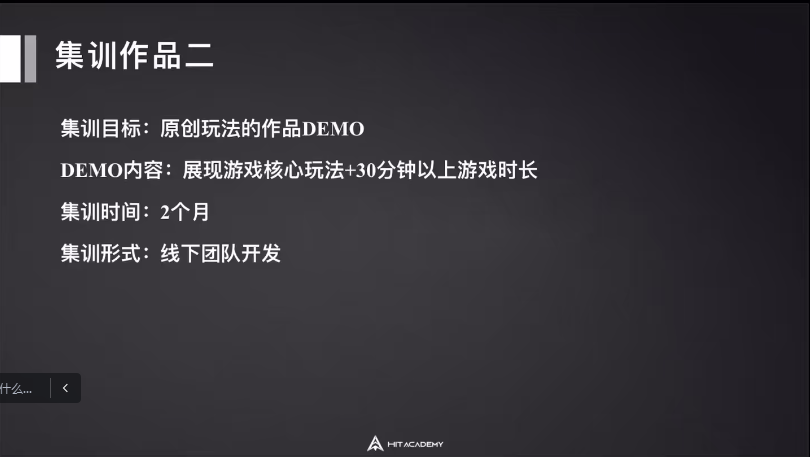 集训作品二
集训目标：原创玩法的作品DEMO
DEMO内容：展现游戏核心玩法+30分钟以上游戏时长
集训时间：2个月
集训形式：线下团队开发
什么...
HIT ACADEMY